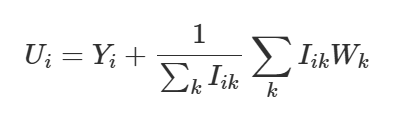 U_i = Y_i + \frac{1}{\sum_k I_{ik}} \sum_k I_{ik} W_k